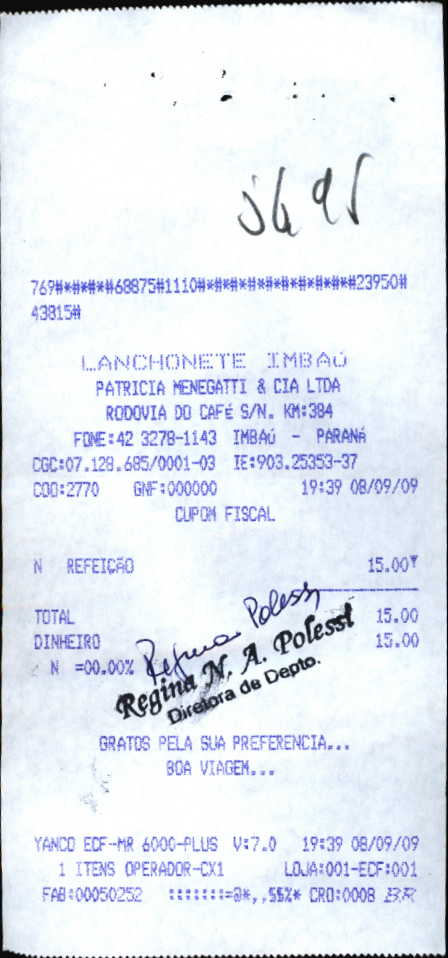 769#*#*#*#68875#1110#*#*#*#*#*#*#*#*#*#23950#
43815#
LANCHONETE IMBAÚ
PATRICIA MENEGATTI & CIA LTDA
RODOVIA DO CAFÉ S/N. KM:384
FONE:42 3278-1143 IMBAÚ - PARANÁ
CGC:07.128.685/0001-03 IE:903.25353-37
COO:2770 GNF:000000 19:39 08/09/09
CUPOM FISCAL
N REFEIÇÃO 15.00▼
TOTAL 15.00
DINHEIRO 15.00
N =00.00%
Regina Polessi
Regina N. A. Polessi
Diretora de Depto.
GRATOS PELA SUA PREFERENCIA...
BOA VIAGEM...
YANCO ECF-MR 6000-PLUS V:7.0 19:39 08/09/09
1 ITENS OPERADOR-CX1 LOJA:001-ECF:001
FAB:00050252 :::::::=@*,.§§%* CRO:0008 BR